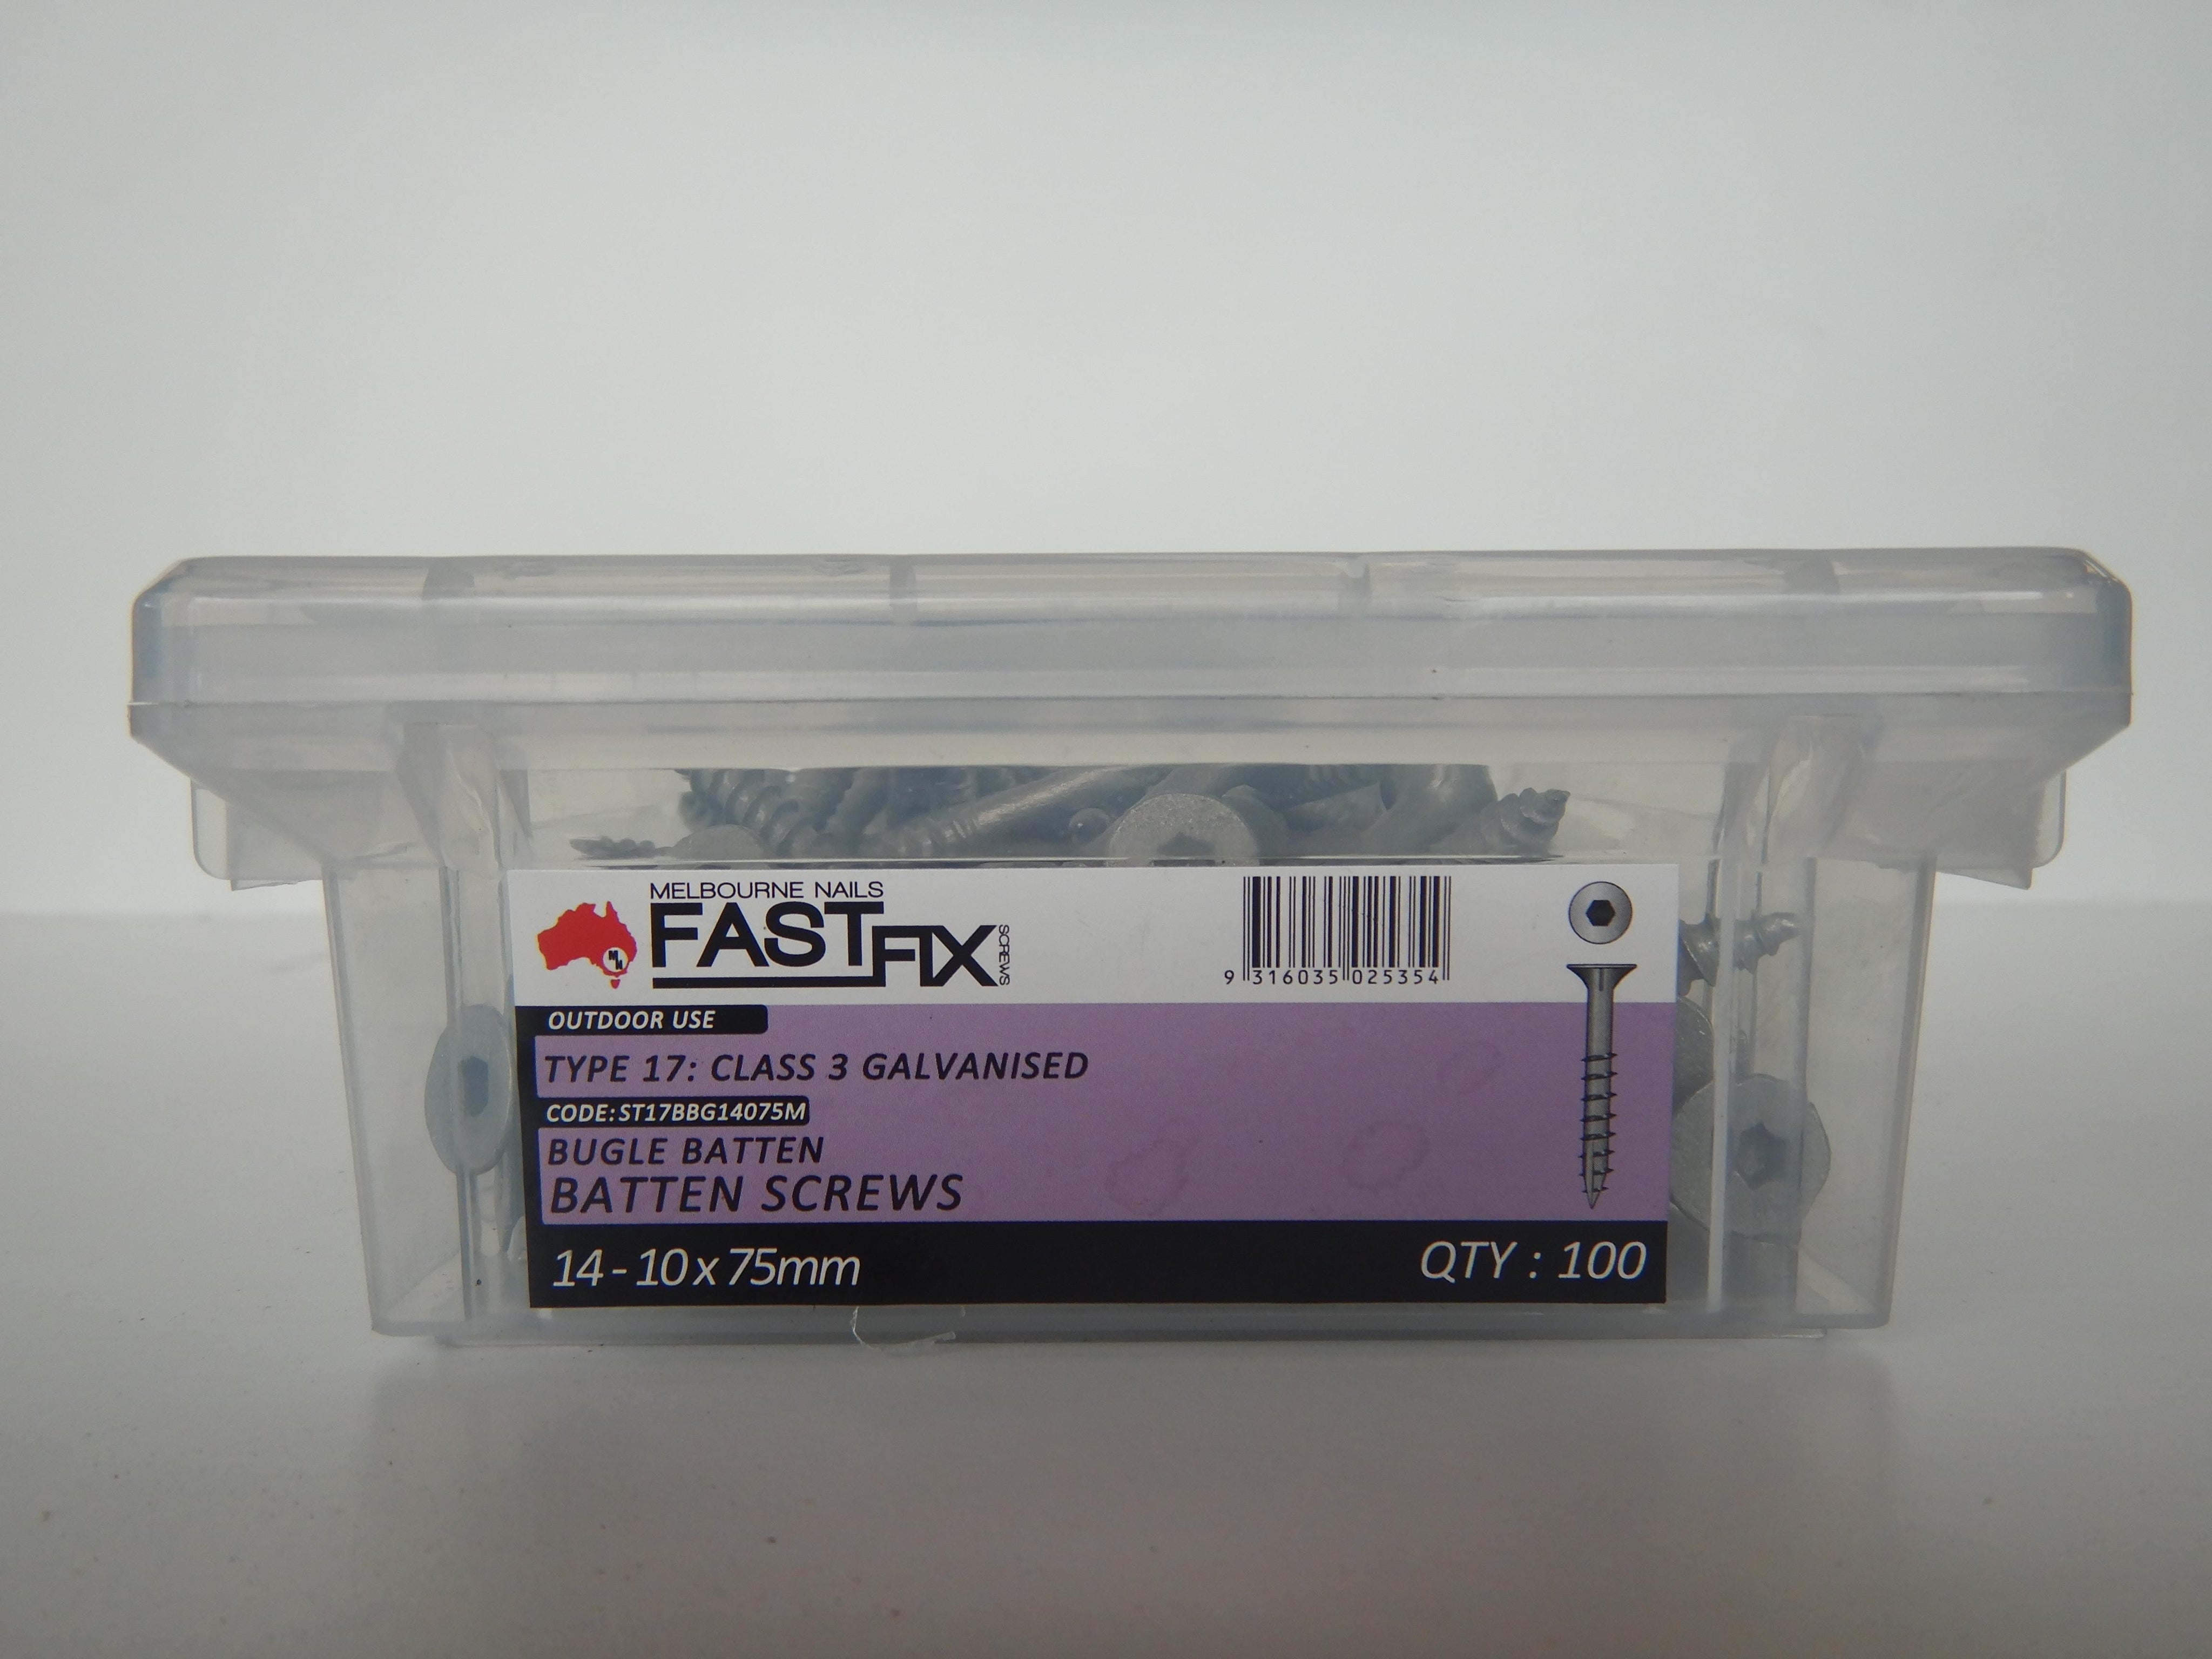 MELBOURNE NAILS
FASTFIX
SCREWS
MN
9 316035 025354
OUTDOOR USE
TYPE 17: CLASS 3 GALVANISED
CODE: ST17BBG14075M
BUGLE BATTEN
BATTEN SCREWS
14 - 10 x 75mm
QTY : 100